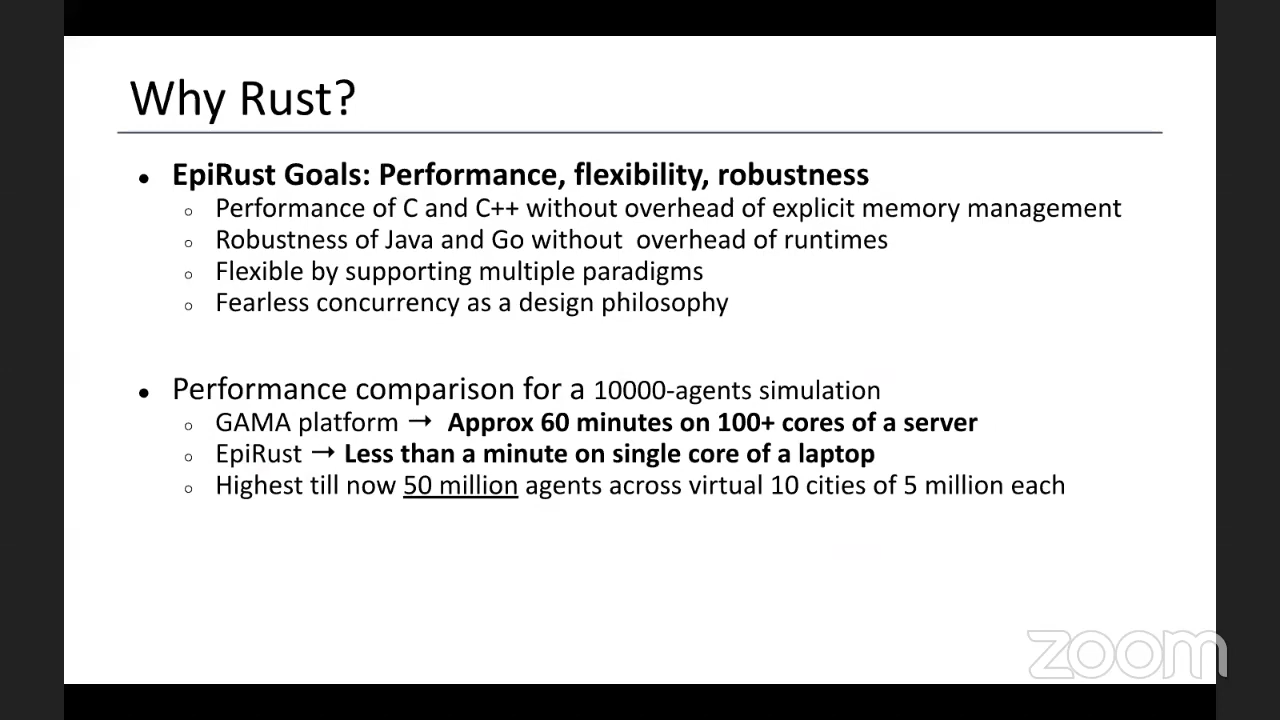 Why Rust?
● EpiRust Goals: Performance, flexibility, robustness
○ Performance of C and C++ without overhead of explicit memory management
○ Robustness of Java and Go without overhead of runtimes
○ Flexible by supporting multiple paradigms
○ Fearless concurrency as a design philosophy
● Performance comparison for a 10000-agents simulation
○ GAMA platform → Approx 60 minutes on 100+ cores of a server
○ EpiRust → Less than a minute on single core of a laptop
○ Highest till now 50 million agents across virtual 10 cities of 5 million each
zoom